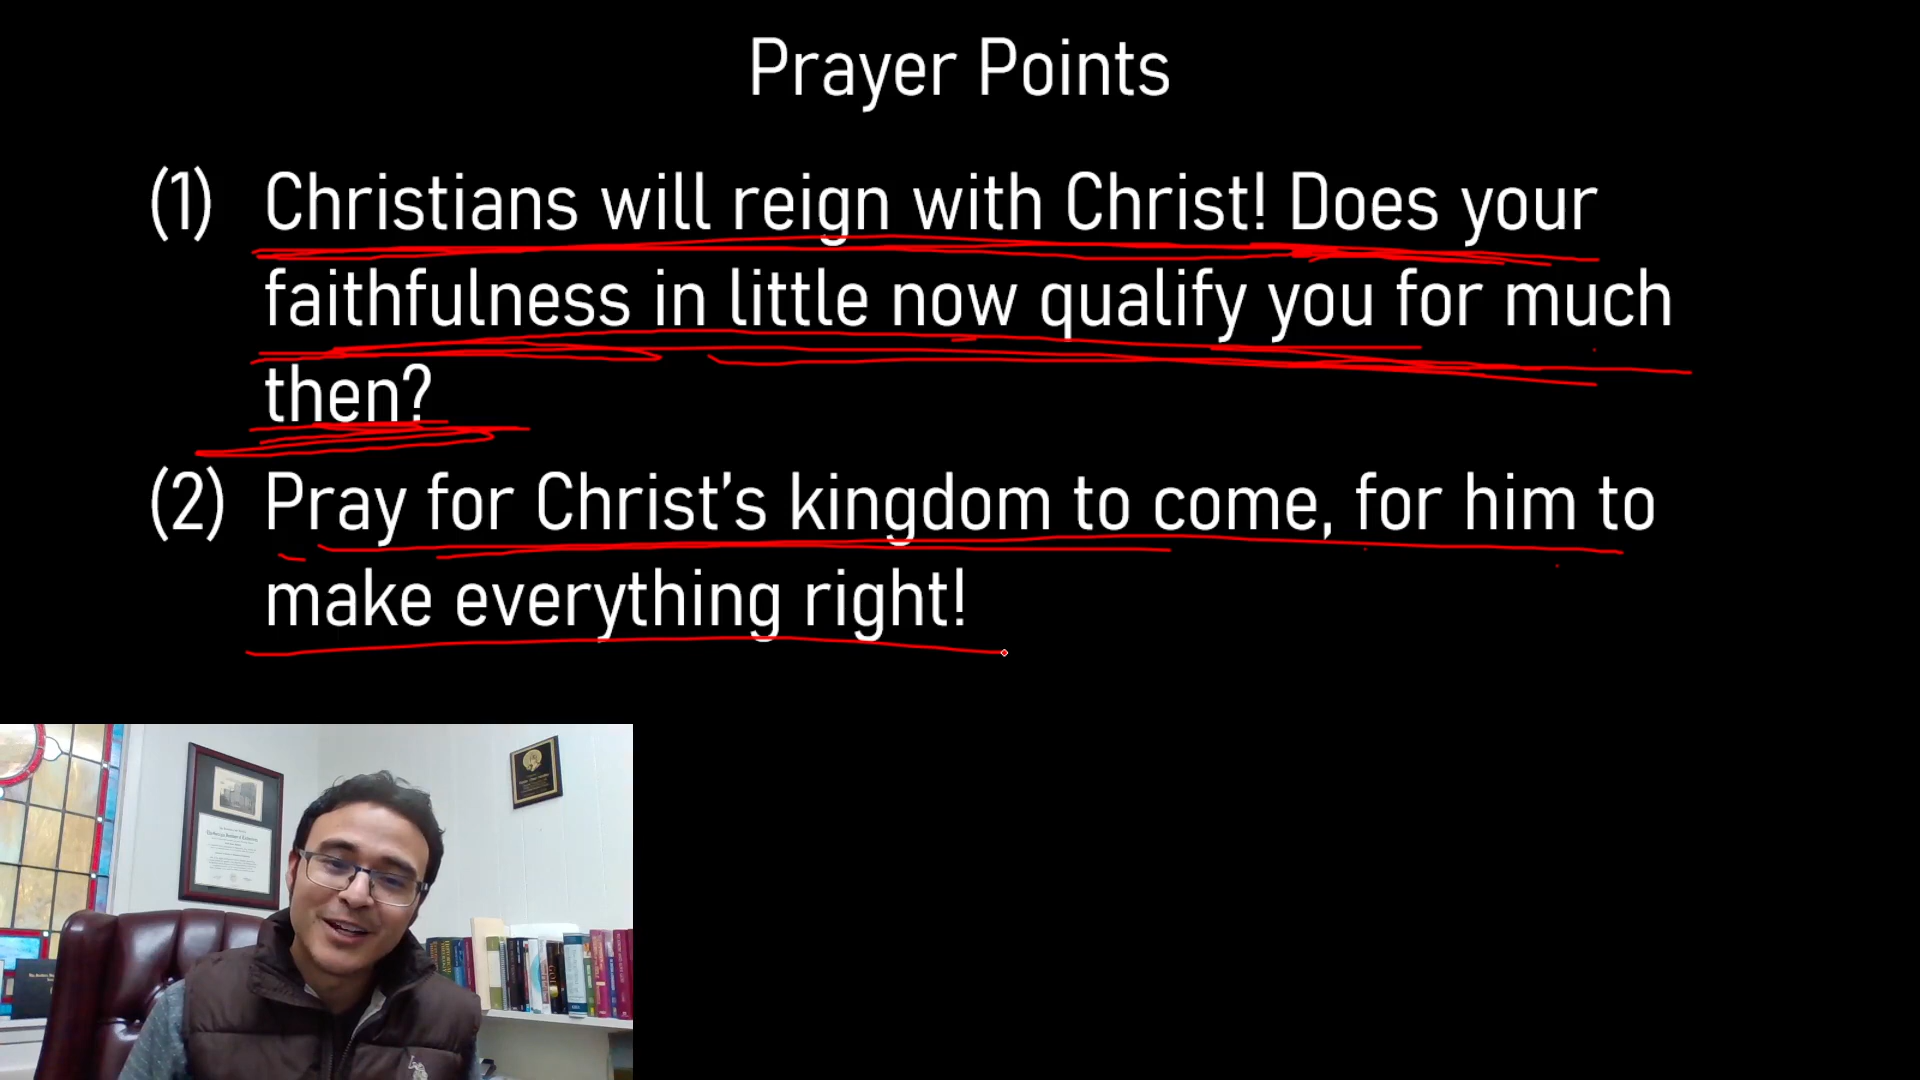 Prayer Points
(1) Christians will reign with Christ! Does your
faithfulness in little now qualify you for much
then?
(2) Pray for Christ's kingdom to come, for him to
make everything right!